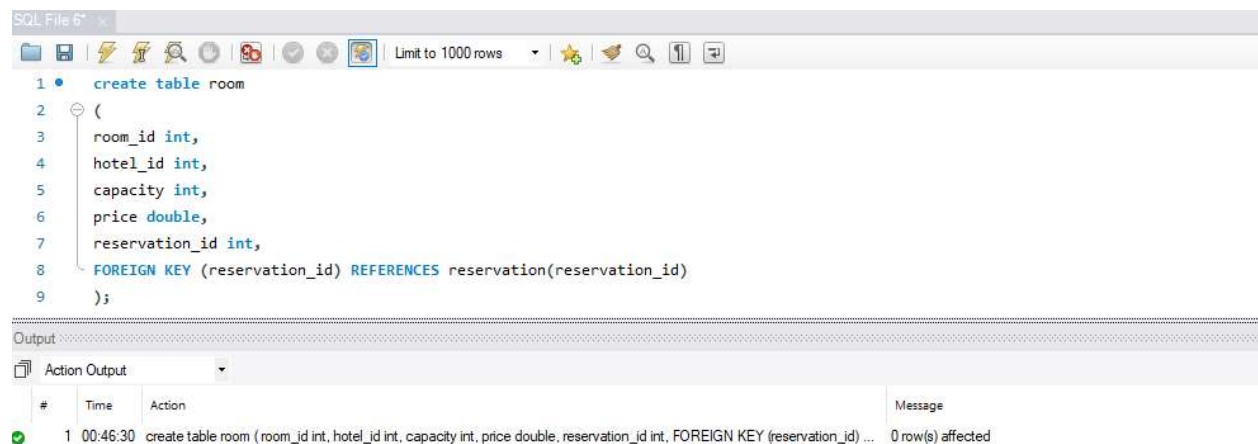 SQL File 6*
Limit to 1000 rows
1 create table room
2 (
3 room_id int,
4 hotel_id int,
5 capacity int,
6 price double,
7 reservation_id int,
8 FOREIGN KEY (reservation_id) REFERENCES reservation(reservation_id)
9 );
Output
Action Output
# Time Action Message
1 00:46:30 create table room ( room_id int, hotel_id int, capacity int, price double, reservation_id int, FOREIGN KEY (reservation_id) ... 0 row(s) affected